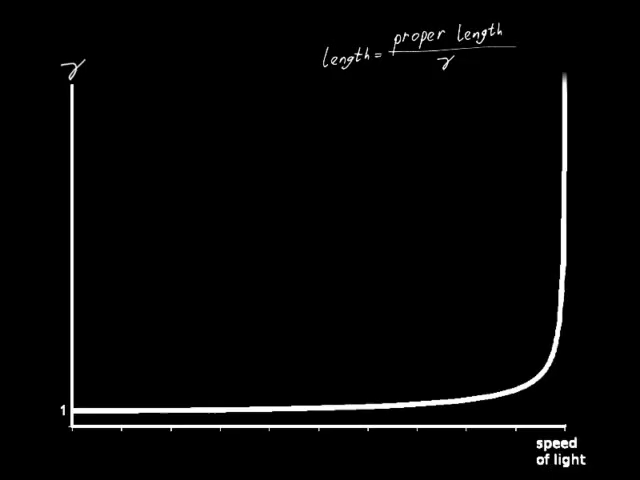 length = proper length / γ
γ
1
speed
of light